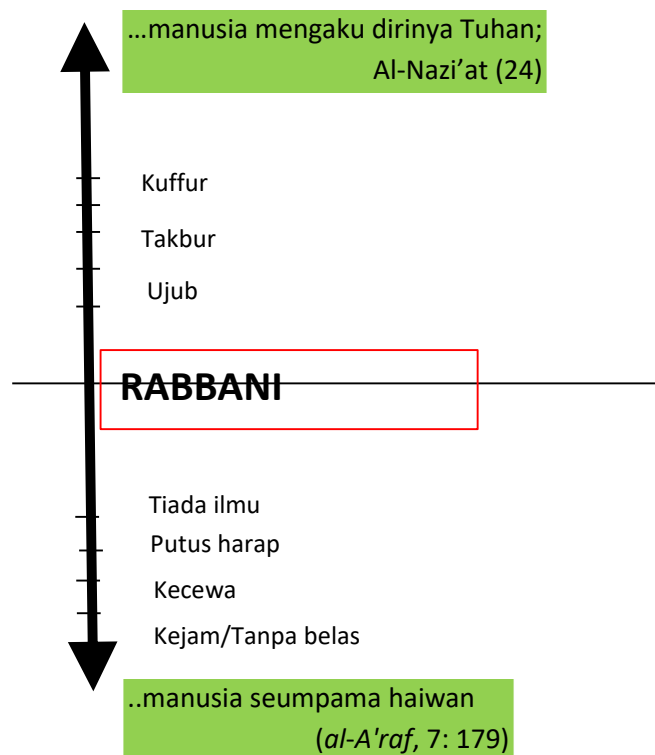 …manusia mengaku dirinya Tuhan;
Al-Nazi’at (24)
Kuffur
Takbur
Ujub
RABBANI
Tiada ilmu
Putus harap
Kecewa
Kejam/Tanpa belas
..manusia seumpama haiwan
(al-A'raf, 7: 179)